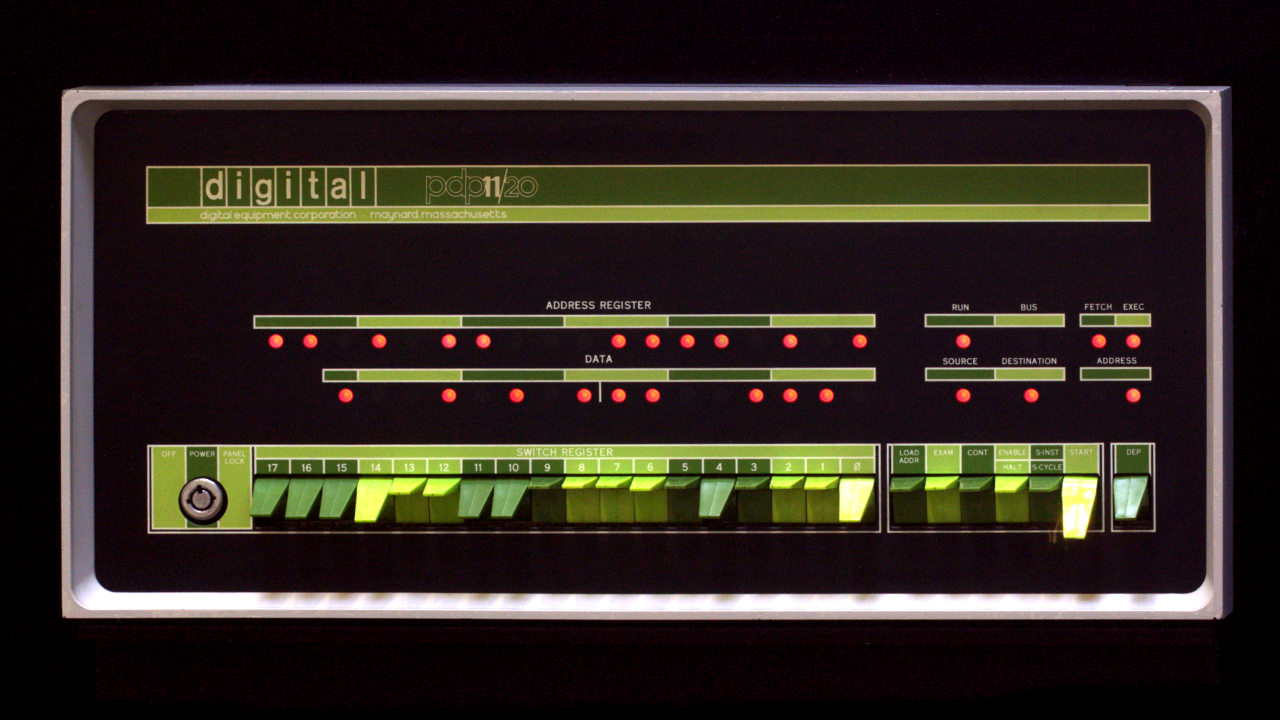 digital pdp11/20
digital equipment corporation · maynard, massachusetts
ADDRESS REGISTER
RUN BUS FETCH EXEC
DATA
SOURCE DESTINATION ADDRESS
OFF POWER PANEL LOCK
SWITCH REGISTER
17 16 15 14 13 12 11 10 9 8 7 6 5 4 3 2 1 Ø
LOAD ADDR EXAM CONT ENABLE S-INST START DEP
HALT S-CYCLE